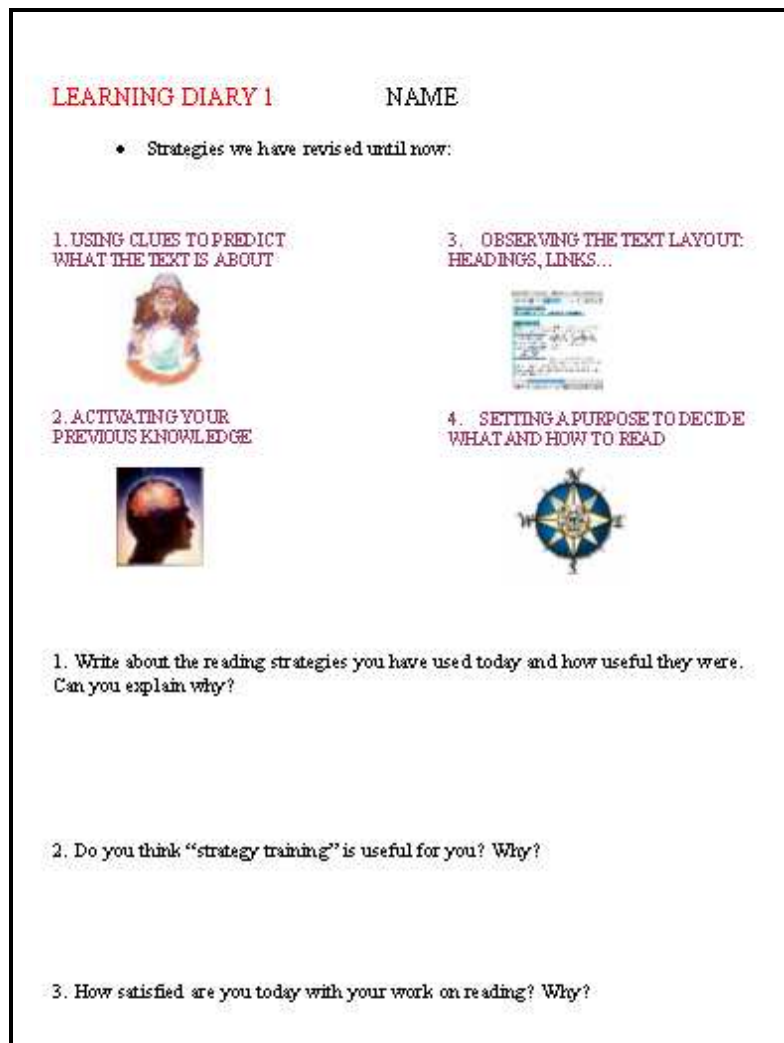 LEARNING DIARY 1 NAME
• Strategies we have revised until now:
1. USING CLUES TO PREDICT
WHAT THE TEXT IS ABOUT
2. ACTIVATING YOUR
PREVIOUS KNOWLEDGE
3. OBSERVING THE TEXT LAYOUT:
HEADINGS, LINKS...
4. SETTING A PURPOSE TO DECIDE
WHAT AND HOW TO READ
N
W E
S
1. Write about the reading strategies you have used today and how useful they were.
Can you explain why?
2. Do you think “strategy training” is useful for you? Why?
3. How satisfied are you today with your work on reading? Why?